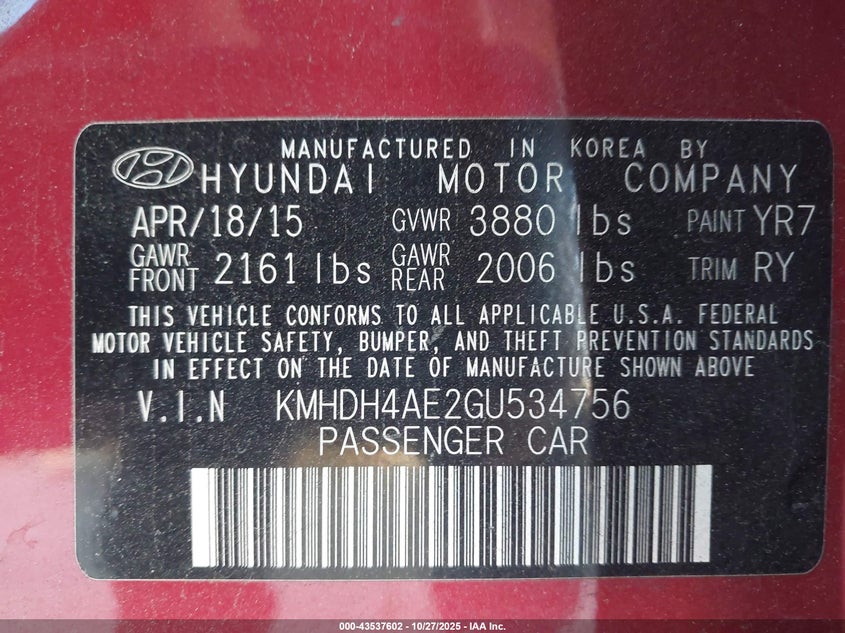 MANUFACTURED IN KOREA BY
HYUNDAI MOTOR COMPANY
APR/18/15 GVWR 3880 lbs PAINT YR7
GAWR FRONT 2161 lbs GAWR REAR 2006 lbs TRIM RY
THIS VEHICLE CONFORMS TO ALL APPLICABLE U.S.A. FEDERAL
MOTOR VEHICLE SAFETY, BUMPER, AND THEFT PREVENTION STANDARDS
IN EFFECT ON THE DATE OF MANUFACTURE SHOWN ABOVE
V.I.N KMHDH4AE2GU534756
PASSENGER CAR
000-43537602 - 10/27/2025 - IAA Inc.